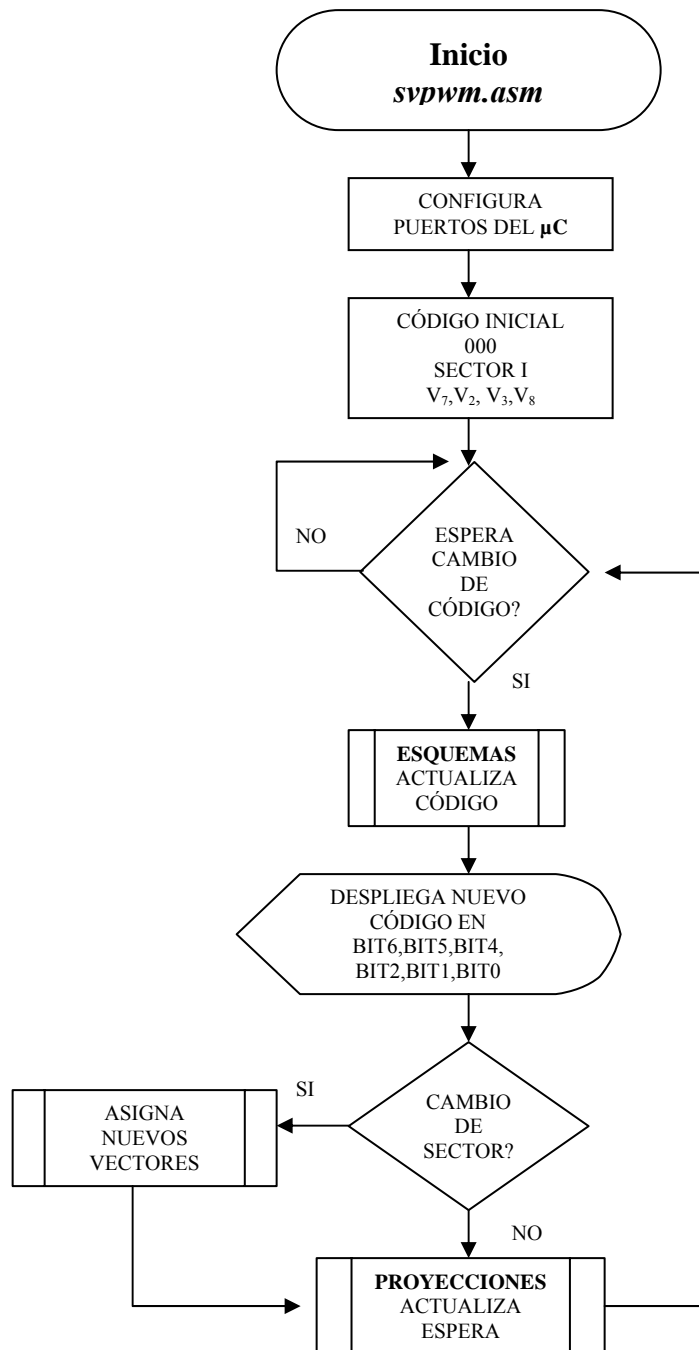 Inicio
svpwm.asm
CONFIGURA
PUERTOS DEL µC
CÓDIGO INICIAL
000
SECTOR I
V₇,V₂, V₃,V₈
NO
ESPERA
CAMBIO
DE
CÓDIGO?
SI
ESQUEMAS
ACTUALIZA
CÓDIGO
DESPLIEGA NUEVO
CÓDIGO EN
BIT6,BIT5,BIT4,
BIT2,BIT1,BIT0
SI
CAMBIO
DE
SECTOR?
ASIGNA
NUEVOS
VECTORES
NO
PROYECCIONES
ACTUALIZA
ESPERA